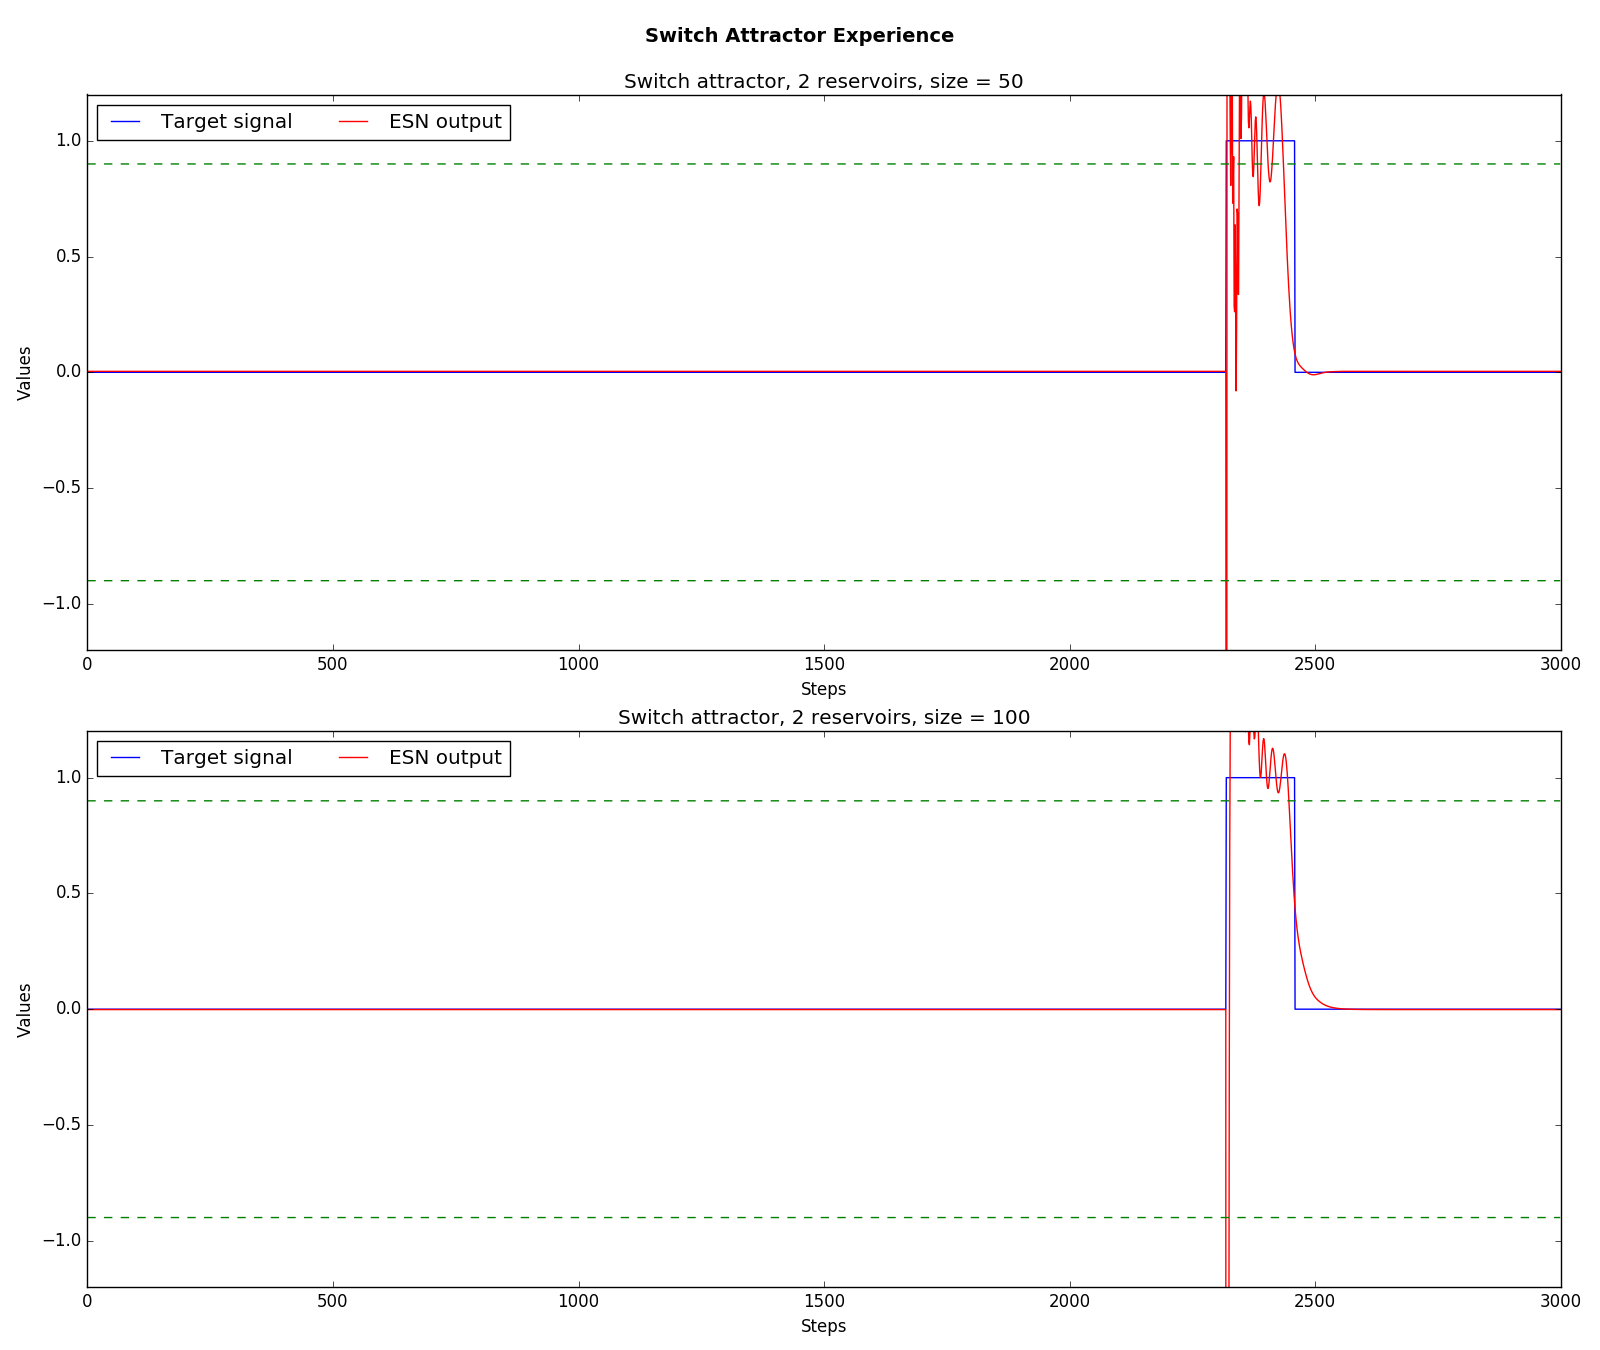 Switch Attractor Experience
Switch attractor, 2 reservoirs, size = 50
Target signal ESN output
1.0
0.5
0.0
−0.5
−1.0
Values
0 500 1000 1500 2000 2500 3000
Steps
Switch attractor, 2 reservoirs, size = 100
Target signal ESN output
1.0
0.5
0.0
−0.5
−1.0
Values
0 500 1000 1500 2000 2500 3000
Steps